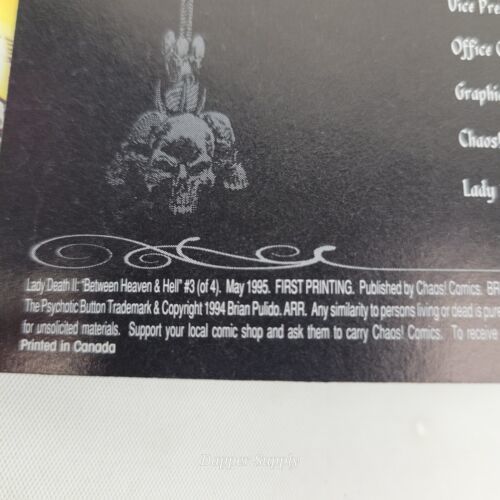 Vice Pre
Office
Graphic
Chaos!
Lady
Lady Death II: "Between Heaven & Hell" #3 (of 4). May 1995. FIRST PRINTING. Published by Chaos! Comics. BR
The Psychotic Button Trademark & Copyright 1994 Brian Pulido. ARR. Any similarity to persons living or dead is pure
for unsolicited materials. Support your local comic shop and ask them to carry Chaos! Comics. To receive
Printed in Canada
Dapper Supply